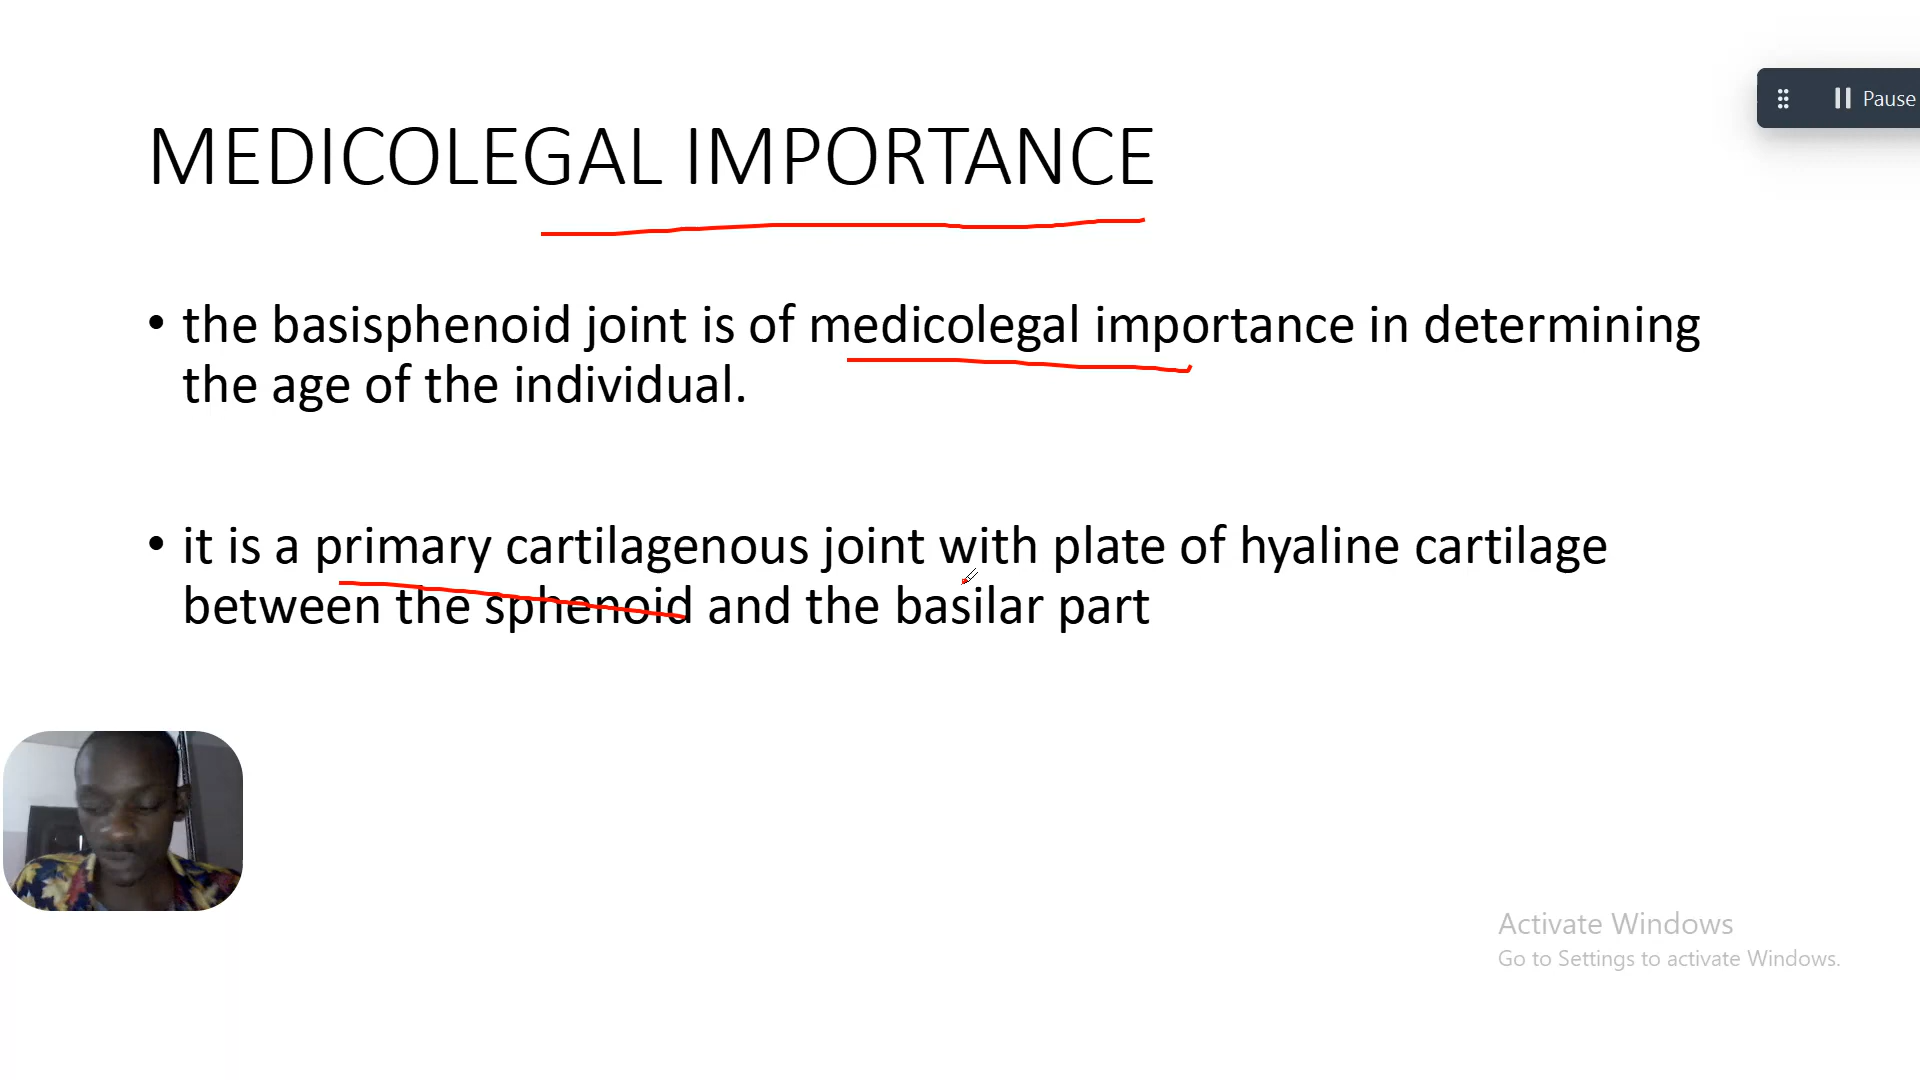 Pause
MEDICOLEGAL IMPORTANCE
• the basisphenoid joint is of medicolegal importance in determining
the age of the individual.
• it is a primary cartilagenous joint with plate of hyaline cartilage
between the sphenoid and the basilar part
Activate Windows
Go to Settings to activate Windows.